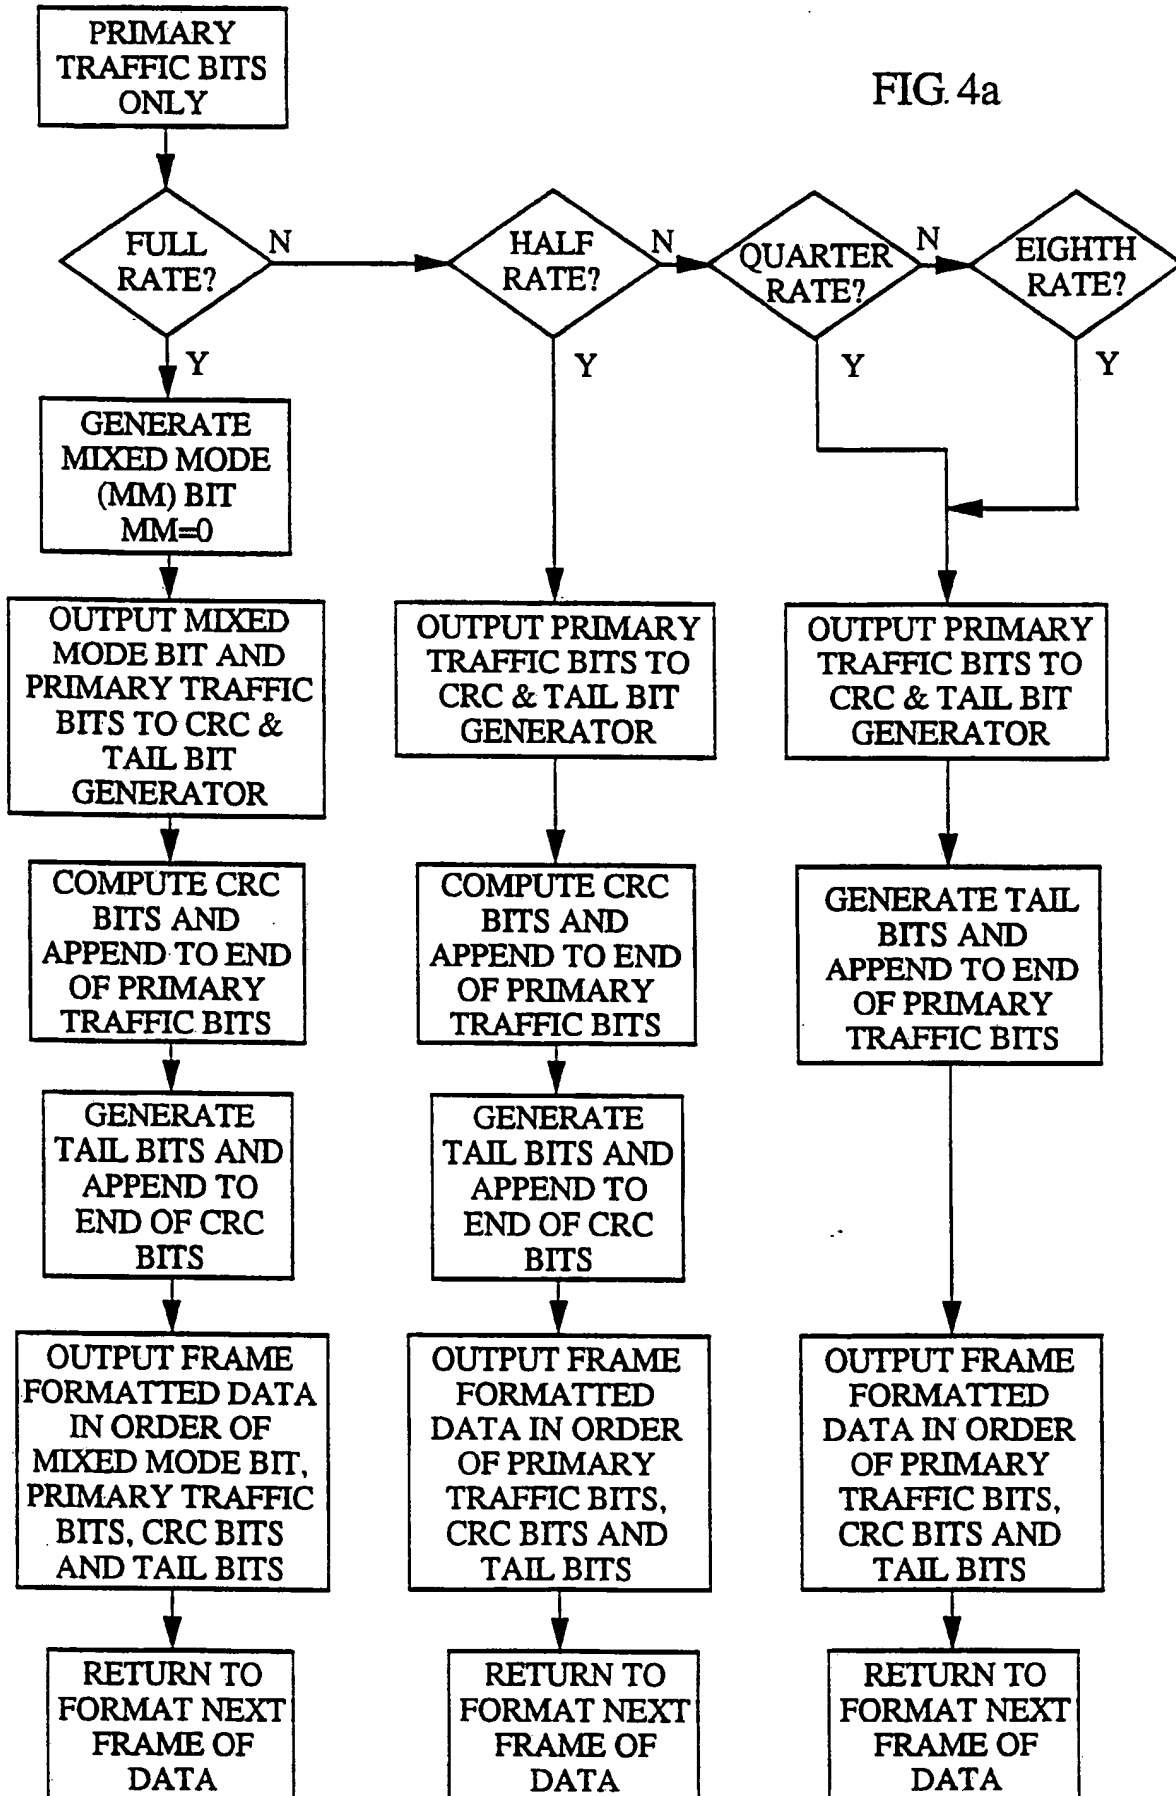 PRIMARY
TRAFFIC BITS
ONLY
FIG. 4a
FULL
RATE?
N
HALF
RATE?
N
QUARTER
RATE?
N
EIGHTH
RATE?
Y
Y
Y
Y
GENERATE
MIXED MODE
(MM) BIT
MM=0
OUTPUT MIXED
MODE BIT AND
PRIMARY TRAFFIC
BITS TO CRC &
TAIL BIT
GENERATOR
OUTPUT PRIMARY
TRAFFIC BITS TO
CRC & TAIL BIT
GENERATOR
OUTPUT PRIMARY
TRAFFIC BITS TO
CRC & TAIL BIT
GENERATOR
COMPUTE CRC
BITS AND
APPEND TO END
OF PRIMARY
TRAFFIC BITS
COMPUTE CRC
BITS AND
APPEND TO END
OF PRIMARY
TRAFFIC BITS
GENERATE TAIL
BITS AND
APPEND TO END
OF PRIMARY
TRAFFIC BITS
GENERATE
TAIL BITS AND
APPEND TO
END OF CRC
BITS
GENERATE
TAIL BITS AND
APPEND TO
END OF CRC
BITS
OUTPUT FRAME
FORMATTED DATA
IN ORDER OF
MIXED MODE BIT,
PRIMARY TRAFFIC
BITS, CRC BITS
AND TAIL BITS
OUTPUT FRAME
FORMATTED
DATA IN ORDER
OF PRIMARY
TRAFFIC BITS,
CRC BITS AND
TAIL BITS
OUTPUT FRAME
FORMATTED
DATA IN ORDER
OF PRIMARY
TRAFFIC BITS,
CRC BITS AND
TAIL BITS
RETURN TO
FORMAT NEXT
FRAME OF
DATA
RETURN TO
FORMAT NEXT
FRAME OF
DATA
RETURN TO
FORMAT NEXT
FRAME OF
DATA